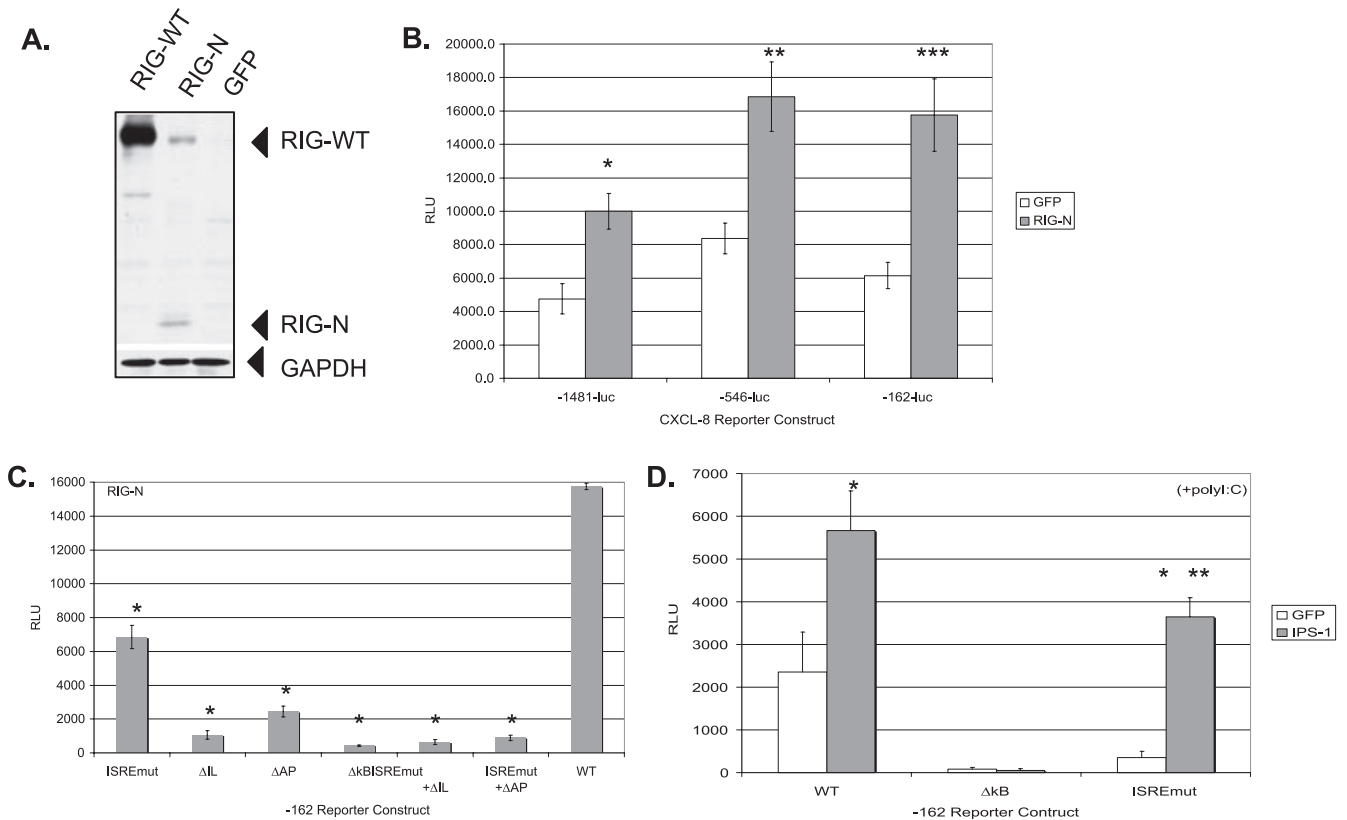 A.
RIG-WT
RIG-N
GFP
RIG-WT
RIG-N
GAPDH
B.
20000.0
18000.0
16000.0
14000.0
12000.0
10000.0
8000.0
6000.0
4000.0
2000.0
0.0
RLU
*
**
***
-1481-luc
-546-luc
-162-luc
CXCL-8 Reporter Construct
GFP
RIG-N
C.
RIG-N
16000
14000
12000
10000
8000
6000
4000
2000
0
RLU
*
*
*
*
*
*
ISREmut
ΔIL
ΔAP
ΔkBISREmut
+ΔIL
ISREmut
+ΔAP
WT
-162 Reporter Construct
D.
(+polyI:C)
7000
6000
5000
4000
3000
2000
1000
0
RLU
*
* **
WT
ΔkB
ISREmut
-162 Reporter Contruct
GFP
IPS-1